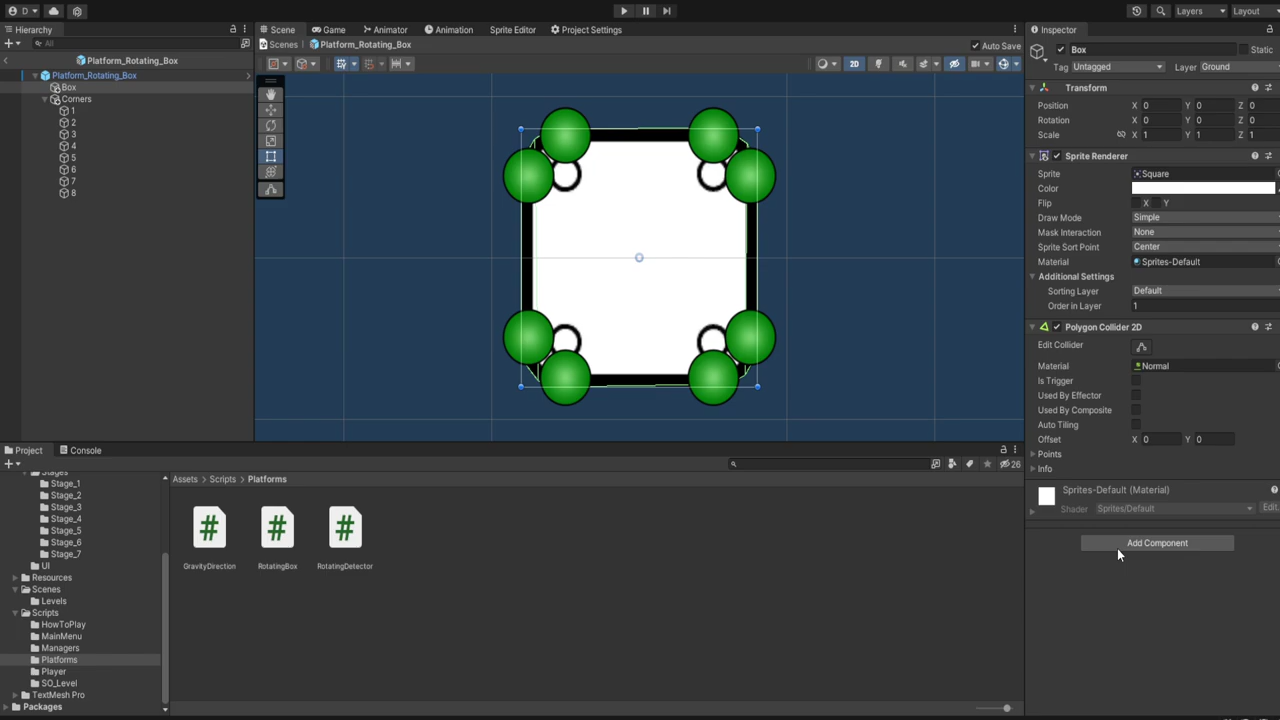 D
Layers
Layout
Hierarchy
All
Platform_Rotating_Box
Platform_Rotating_Box
Box
Corners
1
2
3
4
5
6
7
8
Scene
Game
Animator
Animation
Sprite Editor
Project Settings
Scenes
Platform_Rotating_Box
Auto Save
2D
Inspector
Box
Static
Tag Untagged Layer Ground
Transform
Position X 0 Y 0 Z 0
Rotation X 0 Y 0 Z 0
Scale X 1 Y 1 Z 1
Sprite Renderer
Sprite Square
Color
Flip X Y
Draw Mode Simple
Mask Interaction None
Sprite Sort Point Center
Material Sprites-Default
Additional Settings
Sorting Layer Default
Order in Layer 1
Polygon Collider 2D
Edit Collider
Material Normal
Is Trigger
Used By Effector
Used By Composite
Auto Tiling
Offset X 0 Y 0
Points
Info
Sprites-Default (Material)
Shader Sprites/Default Edit.
Add Component
Project
Console
26
Stages
Stage_1
Stage_2
Stage_3
Stage_4
Stage_5
Stage_6
Stage_7
UI
Resources
Scenes
Levels
Scripts
HowToPlay
MainMenu
Managers
Platforms
Player
SO_Level
TextMesh Pro
Packages
Assets > Scripts > Platforms
# # #
GravityDirection RotatingBox RotatingDetector